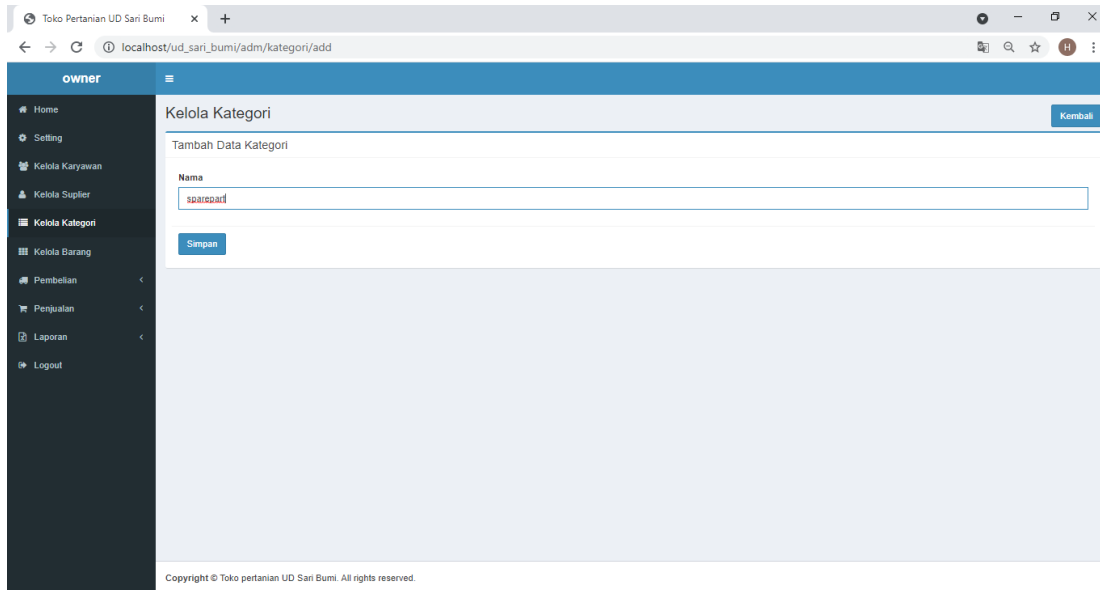 Toko Pertanian UD Sari Bumi
localhost/ud_sari_bumi/adm/kategori/add
H
owner
Home
Setting
Kelola Karyawan
Kelola Suplier
Kelola Kategori
Kelola Barang
Pembelian
Penjualan
Laporan
Logout
Kelola Kategori
Kembali
Tambah Data Kategori
Nama
sparepart
Simpan
Copyright © Toko pertanian UD Sari Bumi. All rights reserved.